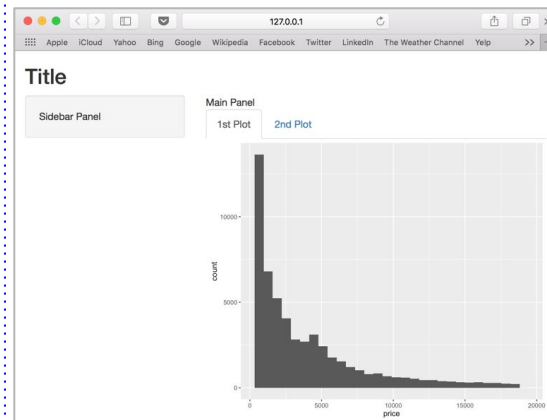 127.0.0.1
Apple iCloud Yahoo Bing Google Wikipedia Facebook Twitter LinkedIn The Weather Channel Yelp >>
Title
Sidebar Panel
Main Panel
1st Plot 2nd Plot
10000
5000
0
count
0 5000 10000 15000 20000
price